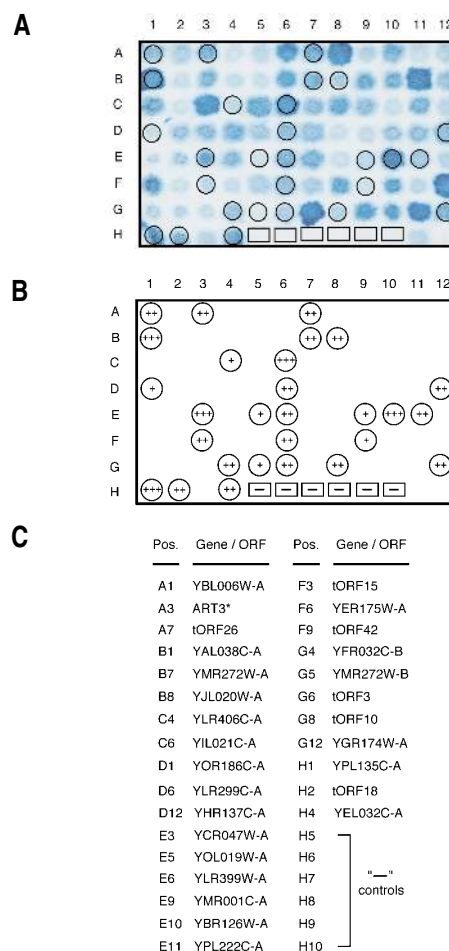 A
1 2 3 4 5 6 7 8 9 10 11 12
A
B
C
D
E
F
G
H
B
1 2 3 4 5 6 7 8 9 10 11 12
A ++ ++ ++
B +++ ++ ++
C + +++
D + ++ ++
E +++ + ++ + +++ ++
F ++ ++ +
G ++ + ++ ++ ++
H +++ ++ ++ — — — — — —
C
Pos. Gene / ORF Pos. Gene / ORF
A1 YBL006W-A F3 tORF15
A3 ART3* F6 YER175W-A
A7 tORF26 F9 tORF42
B1 YAL038C-A G4 YFR032C-B
B7 YMR272W-A G5 YMR272W-B
B8 YJL020W-A G6 tORF3
C4 YLR406C-A G8 tORF10
C6 YIL021C-A G12 YGR174W-A
D1 YOR186C-A H1 YPL135C-A
D6 YLR299C-A H2 tORF18
D12 YHR137C-A H4 YEL032C-A
E3 YCR047W-A H5
E5 YOL019W-A H6
E6 YLR399W-A H7
E9 YMR001C-A H8
E10 YBR126W-A H9
E11 YPL222C-A H10
"—"
controls